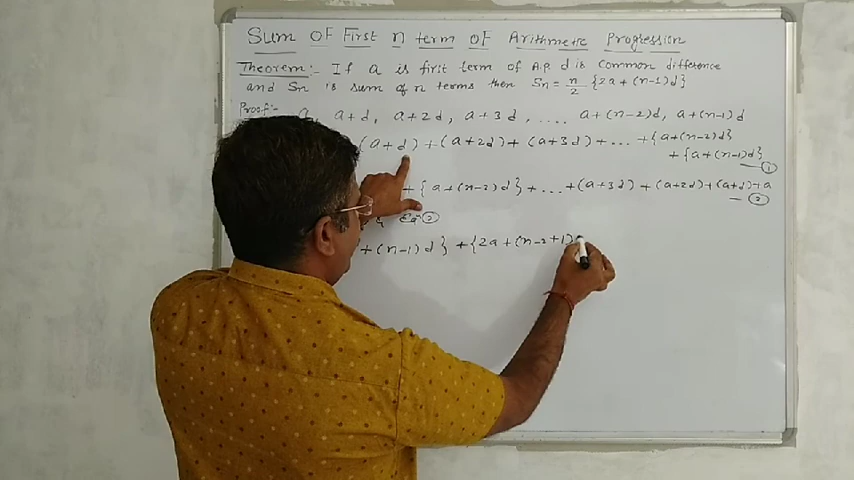 Sum OF First n term OF Arithmetic Progression
Theorem:- If a is first term of A.P. d is common difference
and Sn is sum of n terms then Sn = n/2 {2a + (n-1)d}
Proof:- a, a+d, a+2d, a+3d, .... a+(n-2)d, a+(n-1)d
(a+d) + (a+2d) + (a+3d) + ... + {a+(n-2)d}
+ {a+(n-1)d} —①
+ {a+(n-2)d} + ... + (a+3d) + (a+2d) + (a+d) + a
— ②
& Eqn ②
+ (n-1)d} + {2a + (n-2+1)